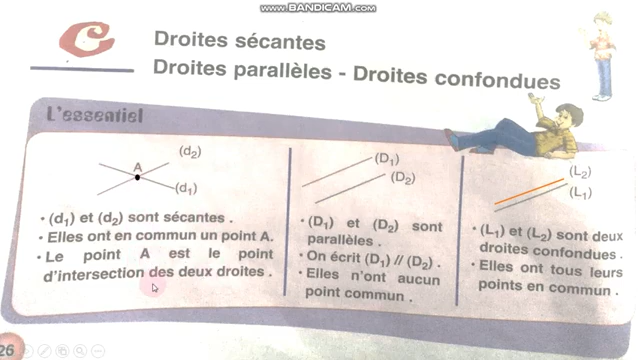 www.BANDICAM.com
C
Droites sécantes
Droites parallèles - Droites confondues
L'essentiel
(d₂)
A
(d₁)
• (d₁) et (d₂) sont sécantes .
• Elles ont en commun un point A.
• Le point A est le point
d'intersection des deux droites .
(D₁)
(D₂)
• (D₁) et (D₂) sont
parallèles .
• On écrit (D₁) // (D₂) .
• Elles n'ont aucun
point commun .
(L₂)
(L₁)
• (L₁) et (L₂) sont deux
droites confondues .
• Elles ont tous leurs
points en commun .
26